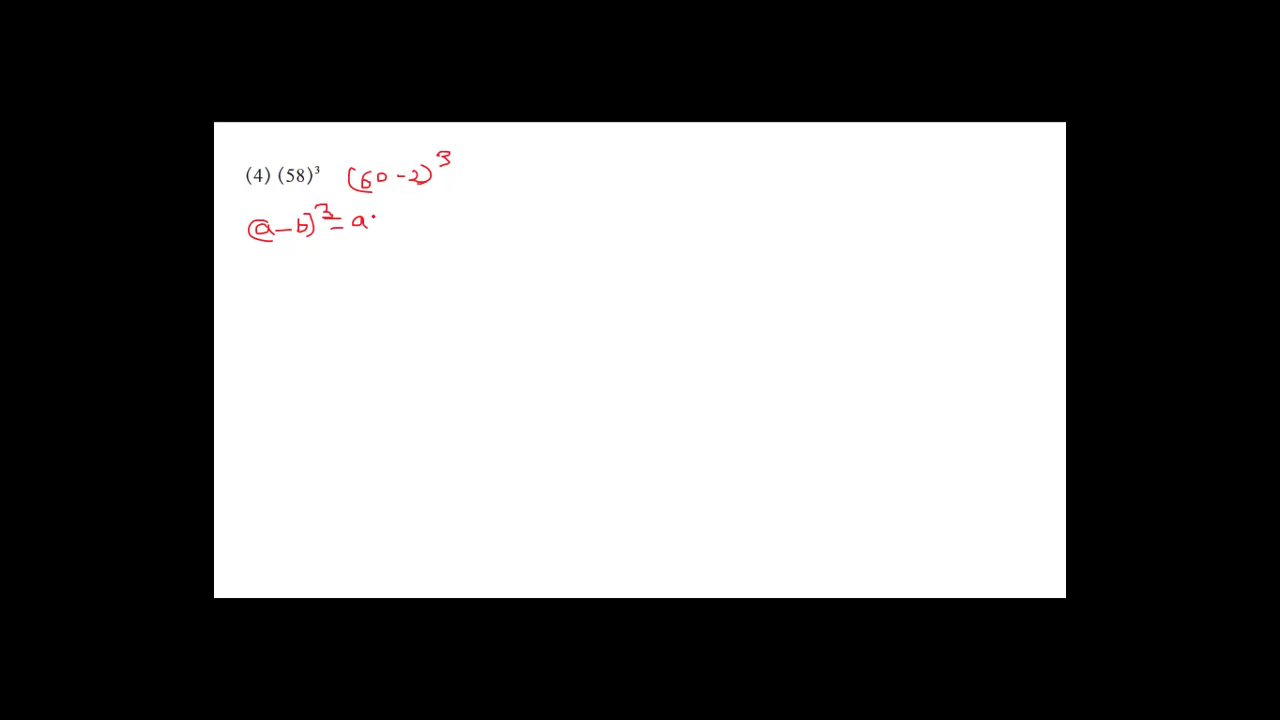 (4) (58)³ (60-2)³
(a-b)³ = a